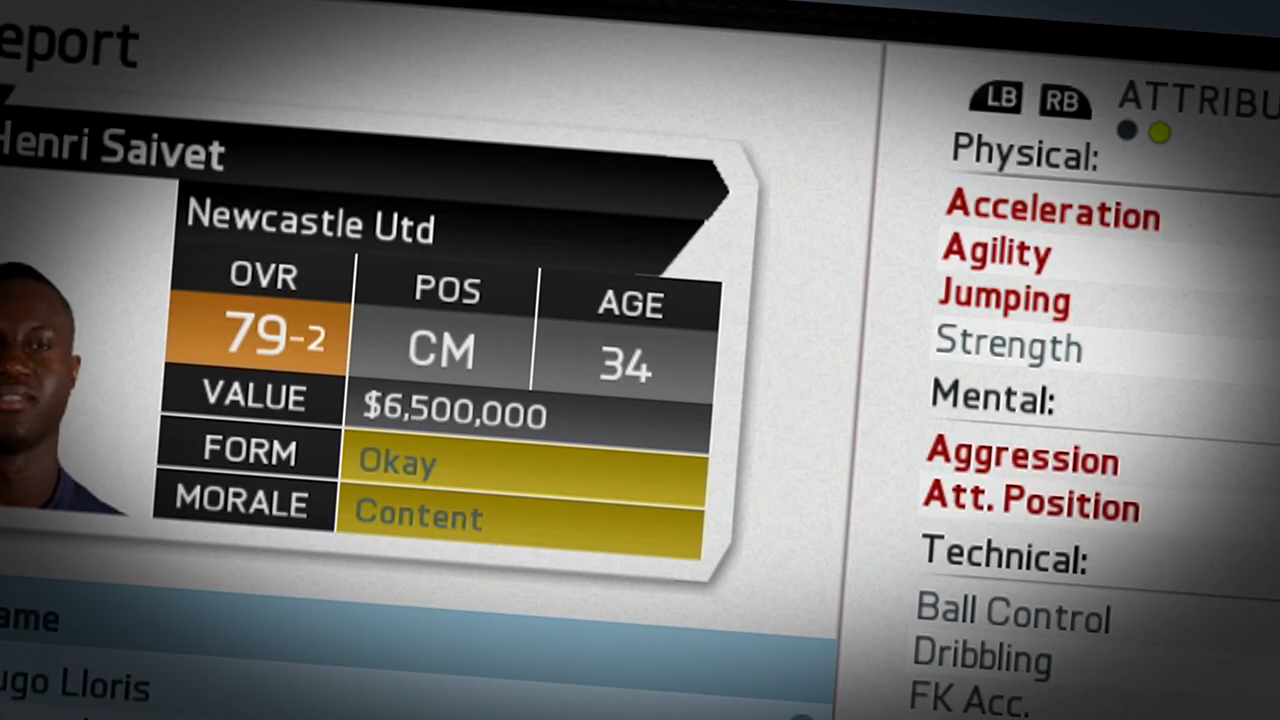 eport
Henri Saivet
Newcastle Utd
OVR POS AGE
79-2 CM 34
VALUE $6,500,000
FORM Okay
MORALE Content
ame
ugo Lloris
LB RB ATTRIBU
Physical:
Acceleration
Agility
Jumping
Strength
Mental:
Aggression
Att. Position
Technical:
Ball Control
Dribbling
FK Acc.